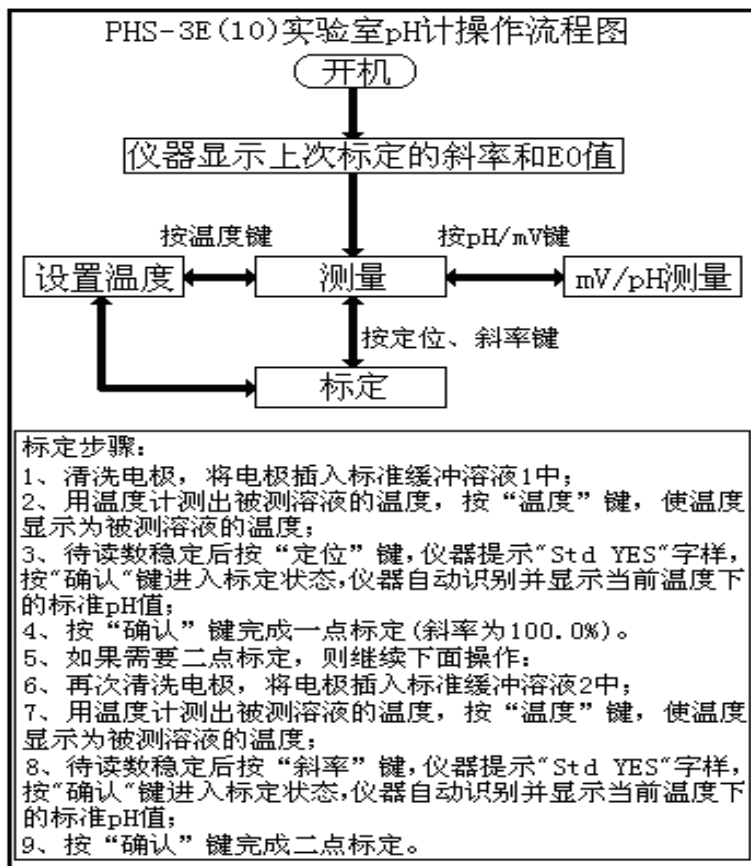 PHS-3E(10)实验室pH计操作流程图
开机
仪器显示上次标定的斜率和E0值
按温度键
按pH/mV键
设置温度
测量
mV/pH测量
按定位、斜率键
标定
标定步骤：
1、清洗电极，将电极插入标准缓冲溶液1中；
2、用温度计测出被测溶液的温度，按“温度”键，使温度
显示为被测溶液的温度；
3、待读数稳定后按“定位”键,仪器提示"Std YES"字样，
按"确认"键进入标定状态,仪器自动识别并显示当前温度下
的标准pH值；
4、按“确认”键完成一点标定(斜率为100.0%)。
5、如果需要二点标定，则继续下面操作：
6、再次清洗电极，将电极插入标准缓冲溶液2中；
7、用温度计测出被测溶液的温度，按“温度”键，使温度
显示为被测溶液的温度；
8、待读数稳定后按“斜率”键,仪器提示"Std YES"字样，
按"确认"键进入标定状态,仪器自动识别并显示当前温度下
的标准pH值；
9、按“确认”键完成二点标定。